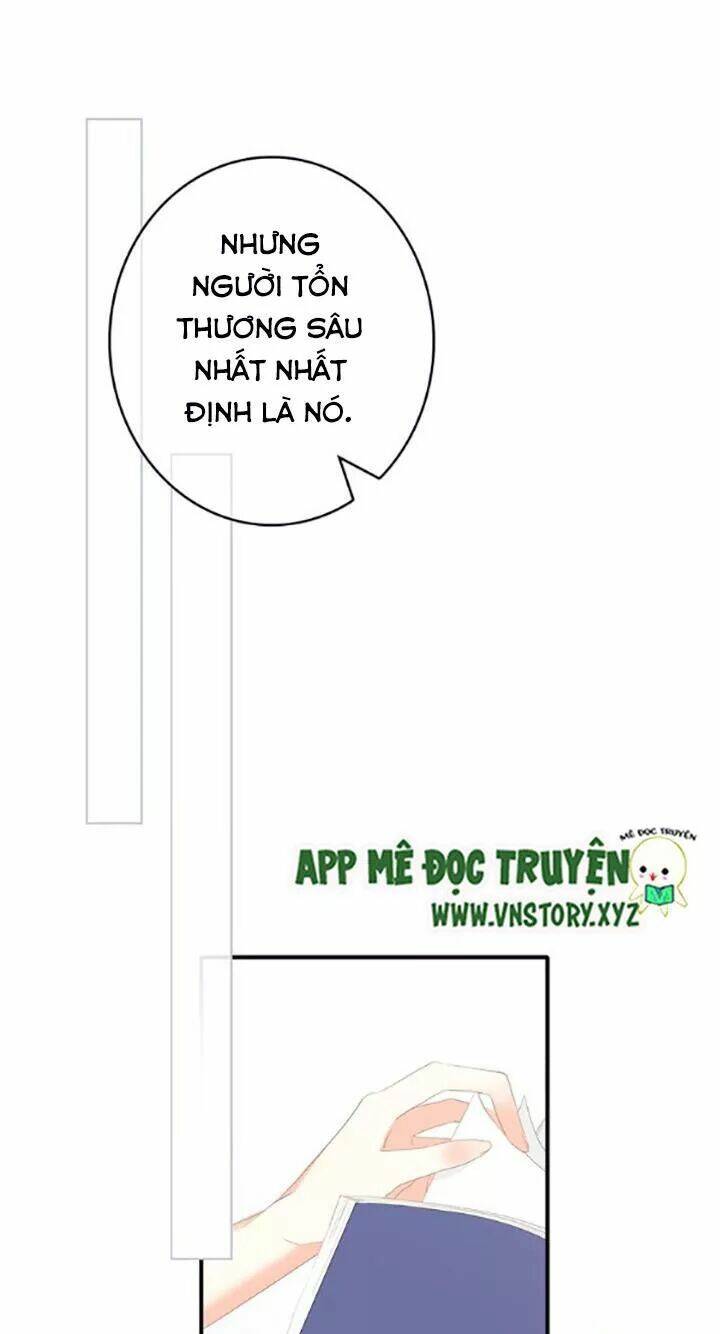 NHƯNG
NGƯỜI TỔN
THƯƠNG SÂU
NHẤT NHẤT
ĐỊNH LÀ NÓ.
MÊ ĐỌC TRUYỆN
APP MÊ ĐỌC TRUYỆN
WWW.VNSTORY.XYZ